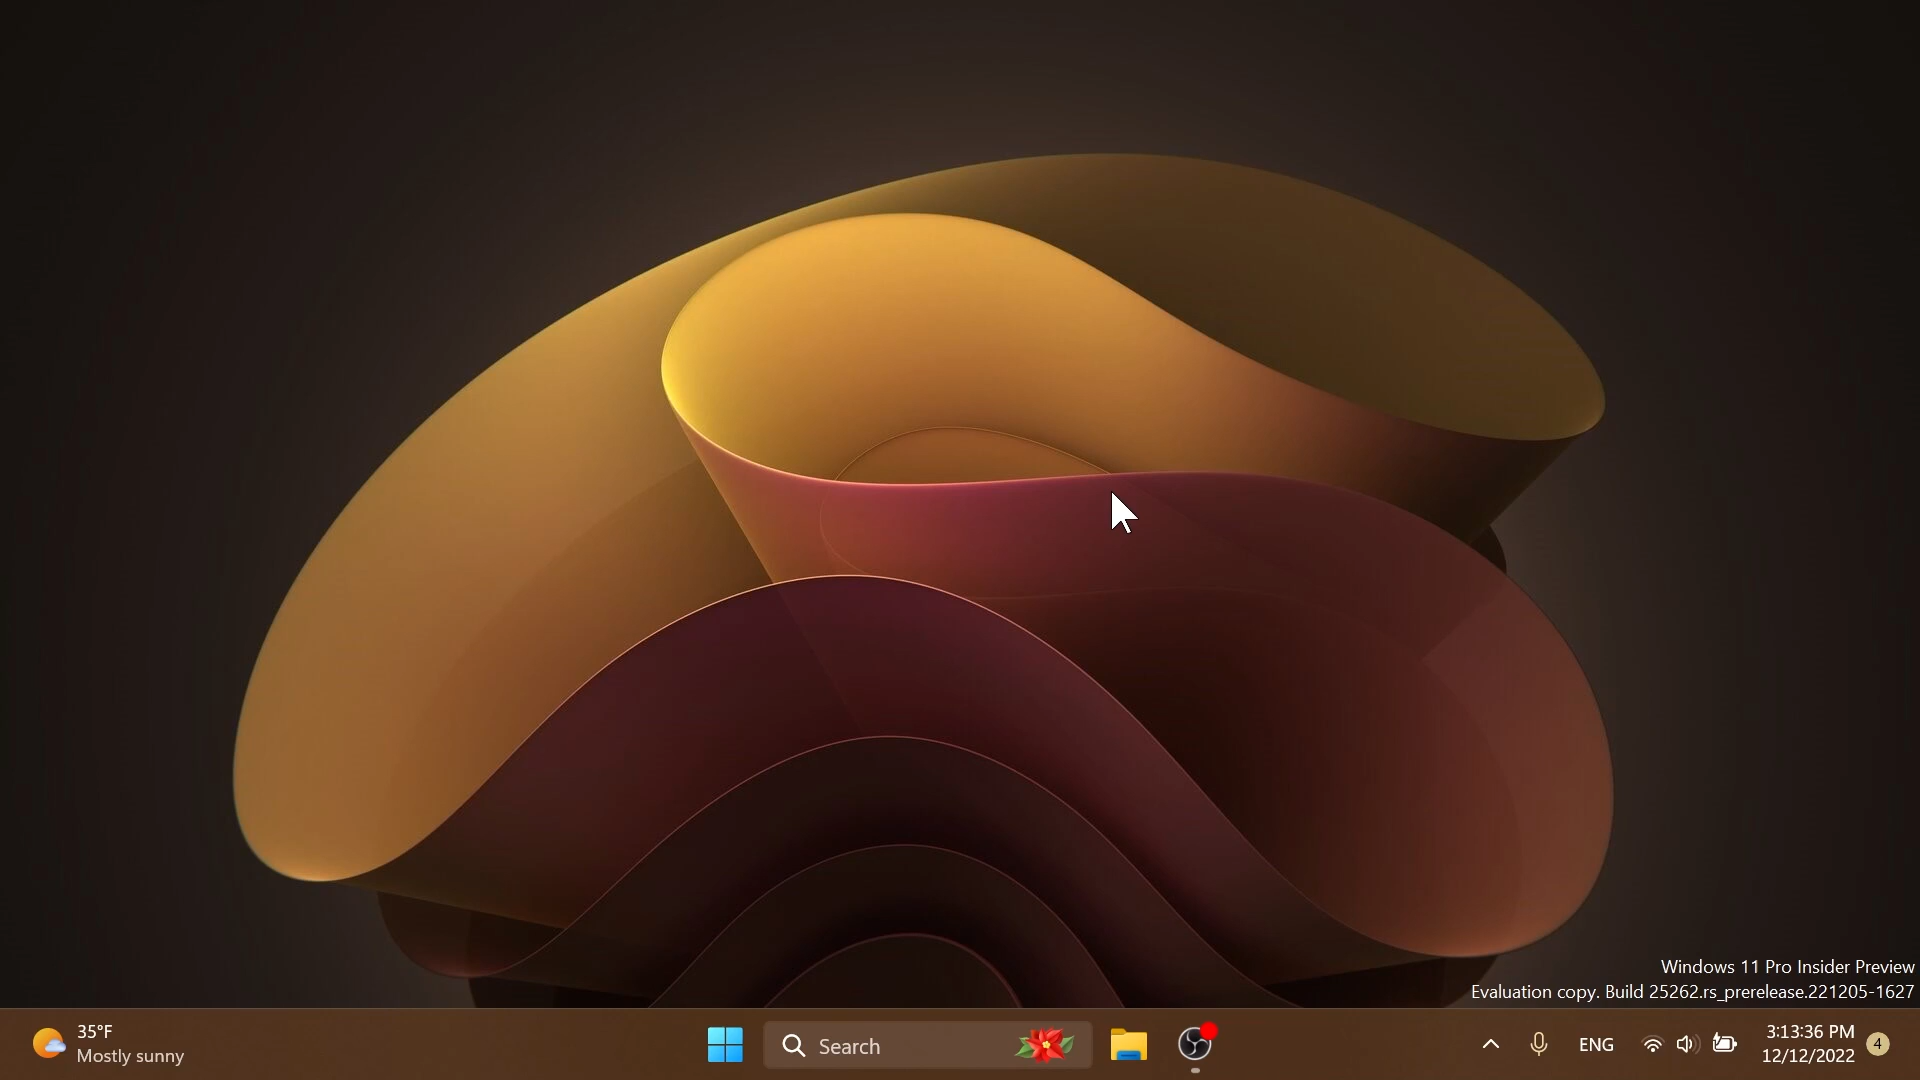 Windows 11 Pro Insider Preview
Evaluation copy. Build 25262.rs_prerelease.221205-1627
35°F
Mostly sunny
Search
ENG
3:13:36 PM
12/12/2022
4